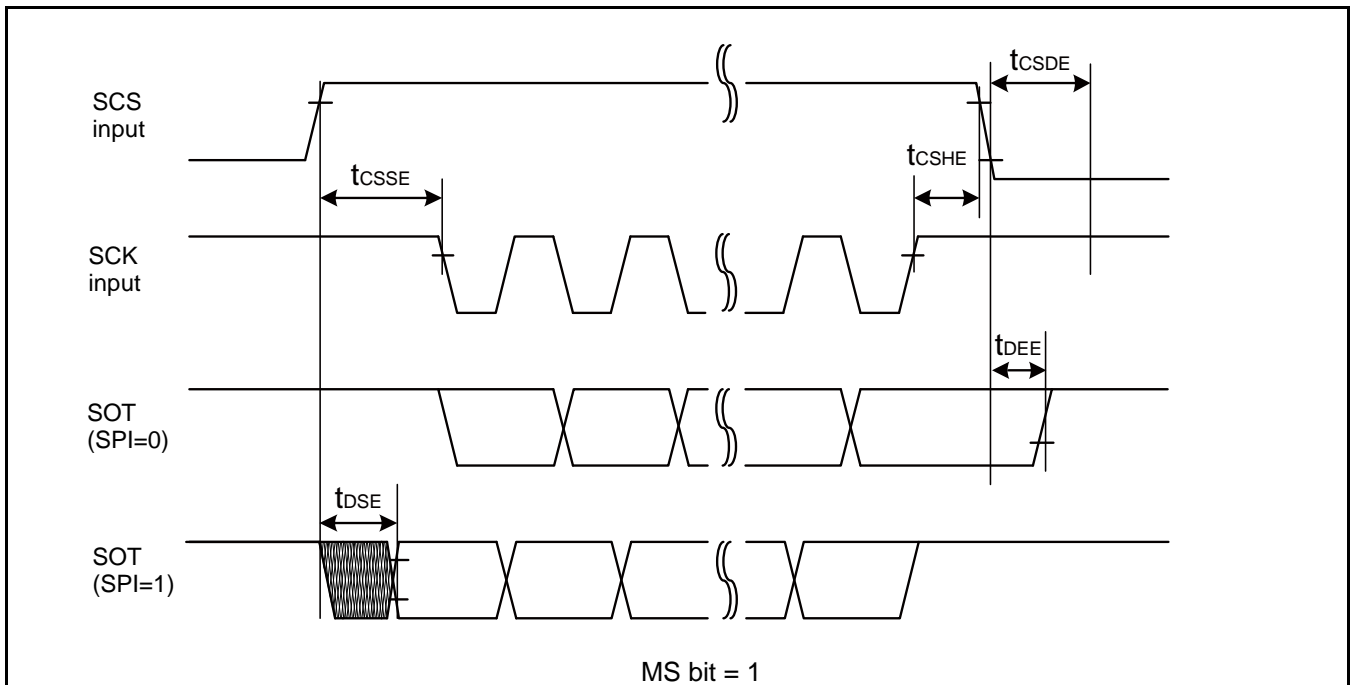 tCSDE
SCS
input
tCSHE
tCSSE
SCK
input
tDEE
SOT
(SPI=0)
tDSE
SOT
(SPI=1)
MS bit = 1